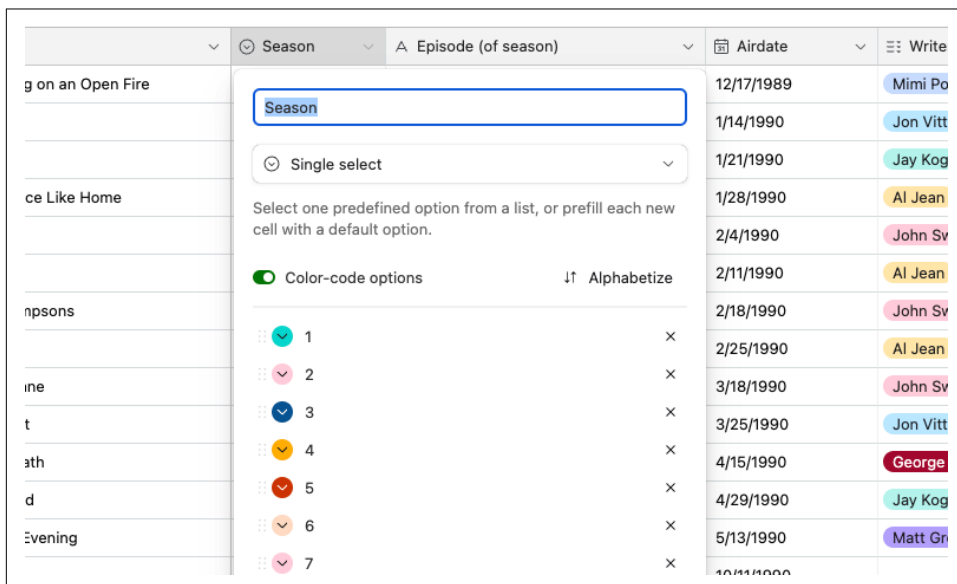 Season
Episode (of season)
Airdate
Write
g on an Open Fire
12/17/1989
Mimi Po
Season
1/14/1990
Jon Vitt
Single select
1/21/1990
Jay Kog
ce Like Home
Select one predefined option from a list, or prefill each new
cell with a default option.
1/28/1990
Al Jean
2/4/1990
John Sw
Color-code options
Alphabetize
2/11/1990
Al Jean
mpsons
2/18/1990
John Sw
1
2/25/1990
Al Jean
ne
2
3/18/1990
John Sw
t
3
3/25/1990
Jon Vitt
ath
4
4/15/1990
George
d
5
4/29/1990
Jay Kog
Evening
6
5/13/1990
Matt Gr
7
10/11/1990